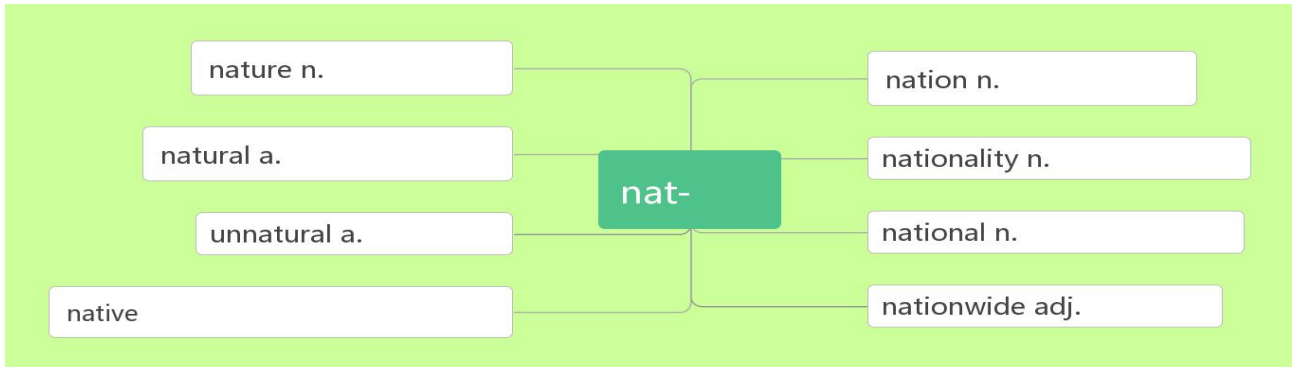 nature n.
natural a.
unnatural a.
native
nat-
nation n.
nationality n.
national n.
nationwide adj.